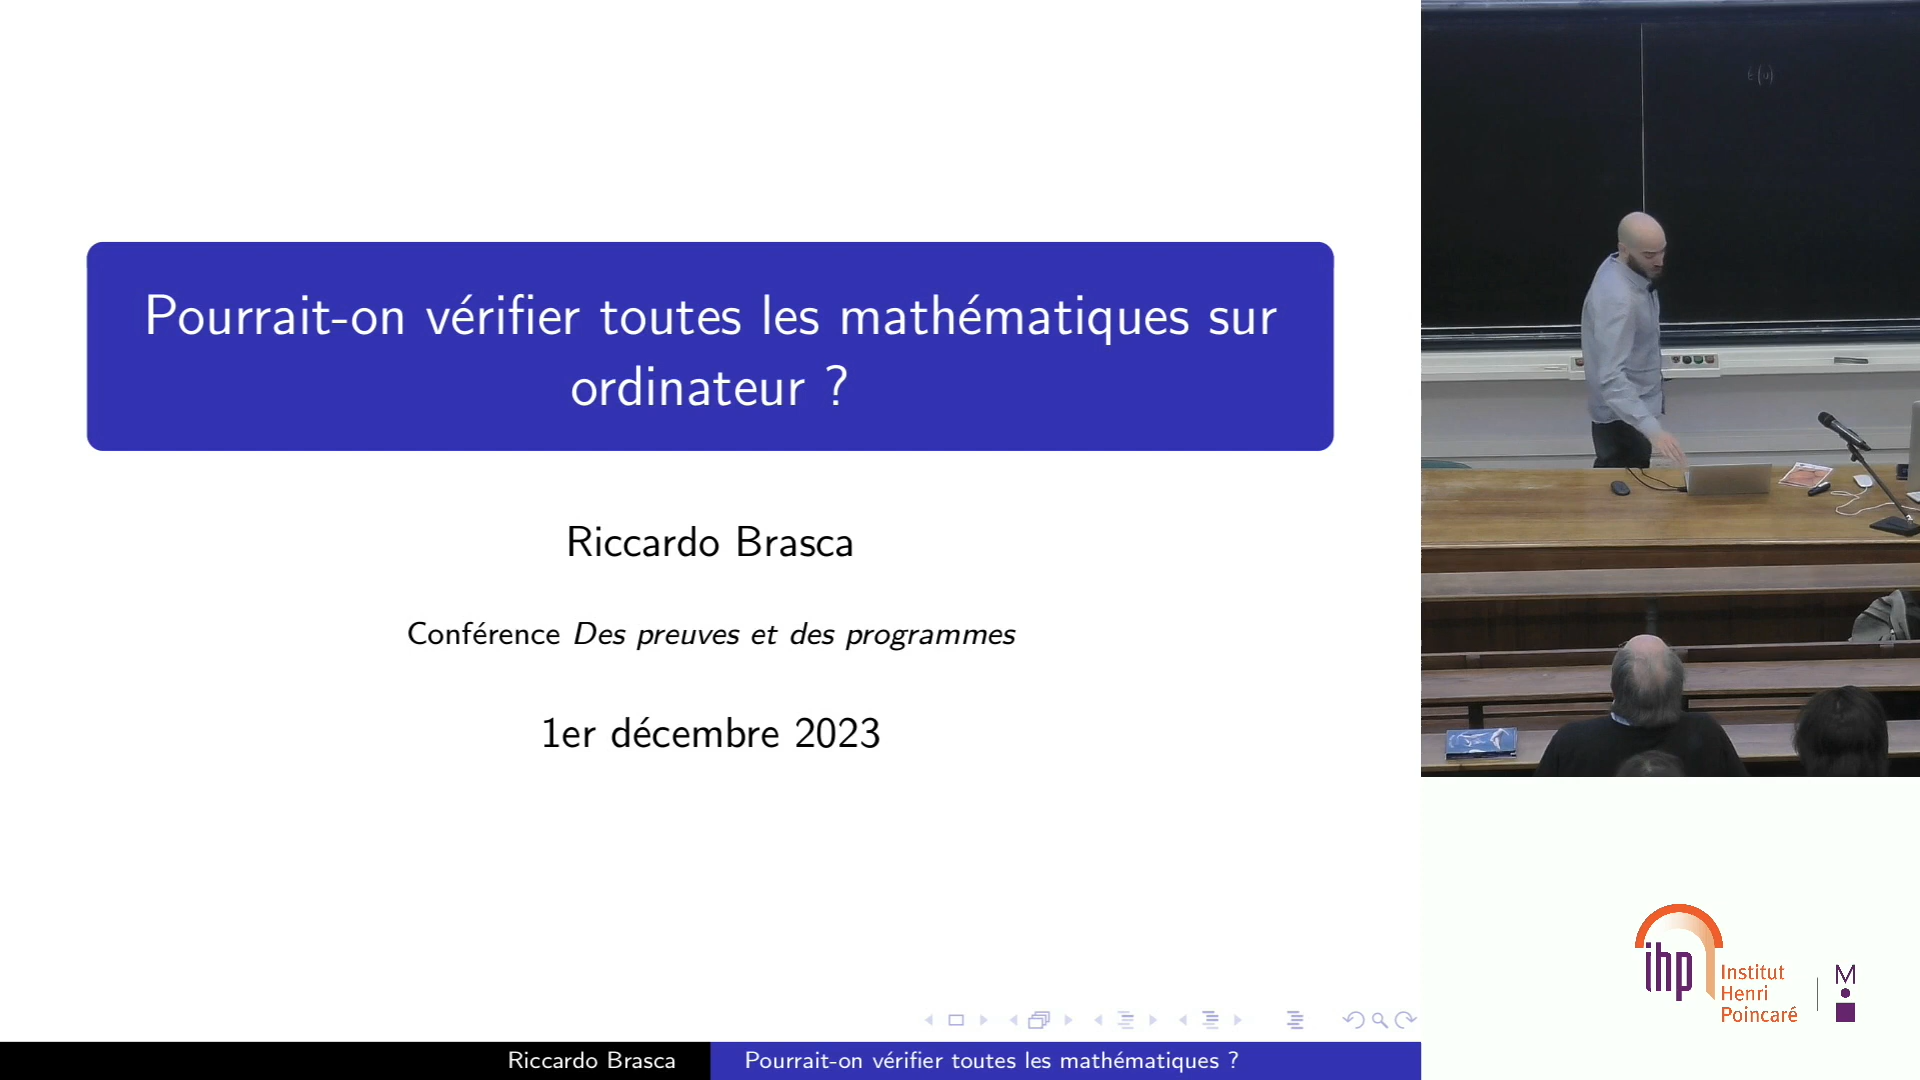 Pourrait-on vérifier toutes les mathématiques sur
ordinateur ?
Riccardo Brasca
Conférence Des preuves et des programmes
1er décembre 2023
Riccardo Brasca
Pourrait-on vérifier toutes les mathématiques ?
ihp
Institut
Henri
Poincaré
M